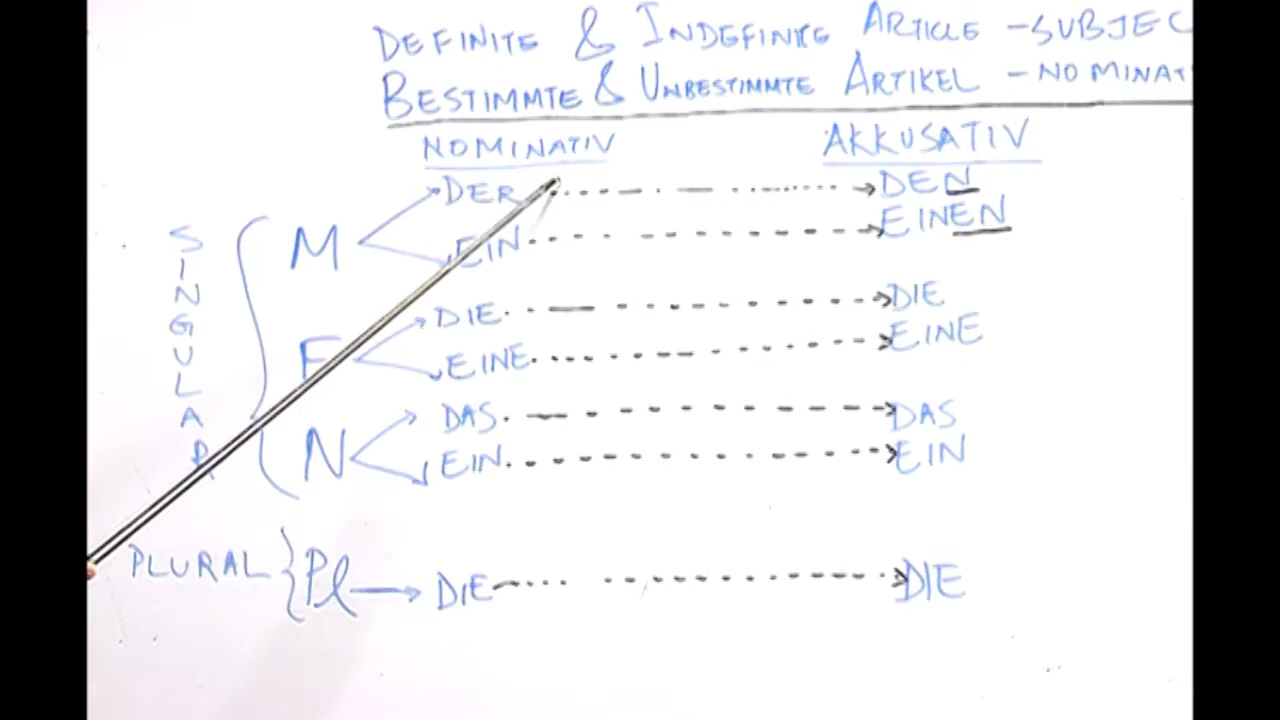 DEFINITE & INDEFINITE ARTICLE - SUBJEC
BESTIMMTE & UNBESTIMMTE ARTIKEL - NOMINAT
NOMINATIV AKKUSATIV
DER DEN
EIN EINEN
SINGULAR
M
DIE DIE
EINE EINE
F
DAS DAS
EIN EIN
N
PLURAL Pl DIE DIE